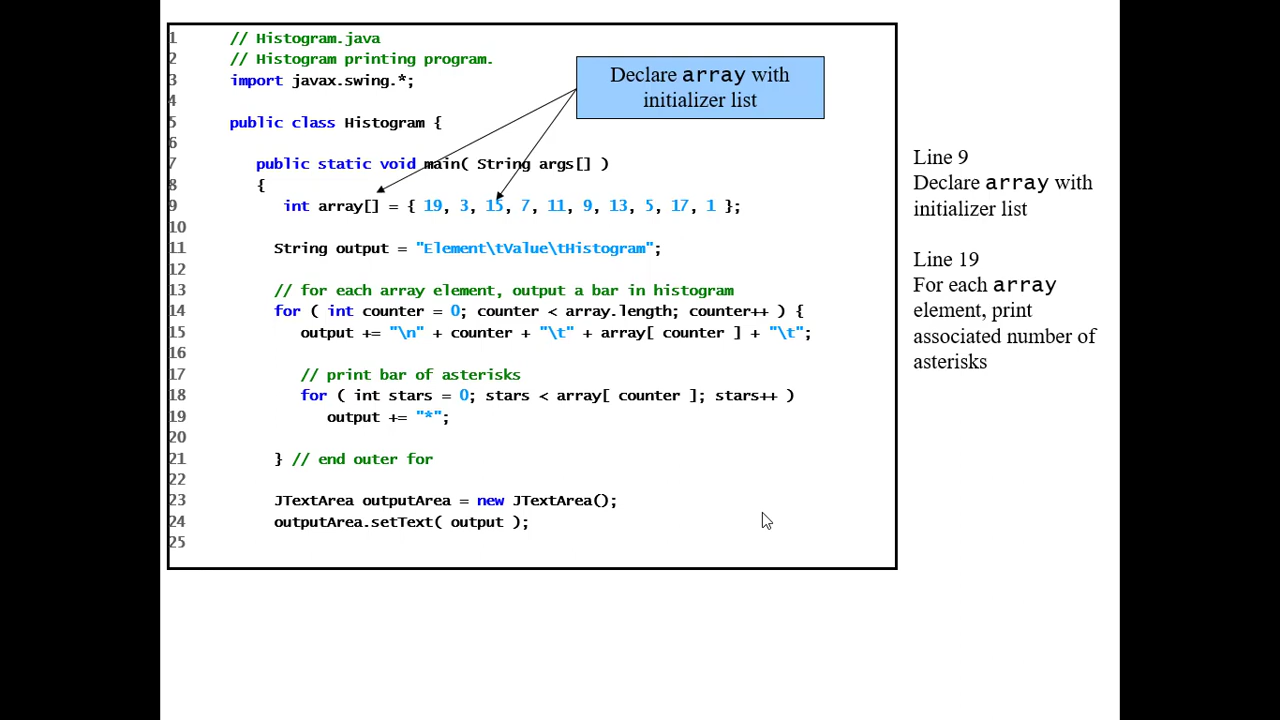 1 // Histogram.java
2 // Histogram printing program.
3 import javax.swing.*;
4
5 public class Histogram {
6
7 public static void main( String args[] )
8 {
9 int array[] = { 19, 3, 15, 7, 11, 9, 13, 5, 17, 1 };
10
11 String output = "Element\tValue\tHistogram";
12
13 // for each array element, output a bar in histogram
14 for ( int counter = 0; counter < array.length; counter++ ) {
15 output += "\n" + counter + "\t" + array[ counter ] + "\t";
16
17 // print bar of asterisks
18 for ( int stars = 0; stars < array[ counter ]; stars++ )
19 output += "*";
20
21 } // end outer for
22
23 JTextArea outputArea = new JTextArea();
24 outputArea.setText( output );
25
Declare array with
initializer list
Line 9
Declare array with
initializer list
Line 19
For each array
element, print
associated number of
asterisks